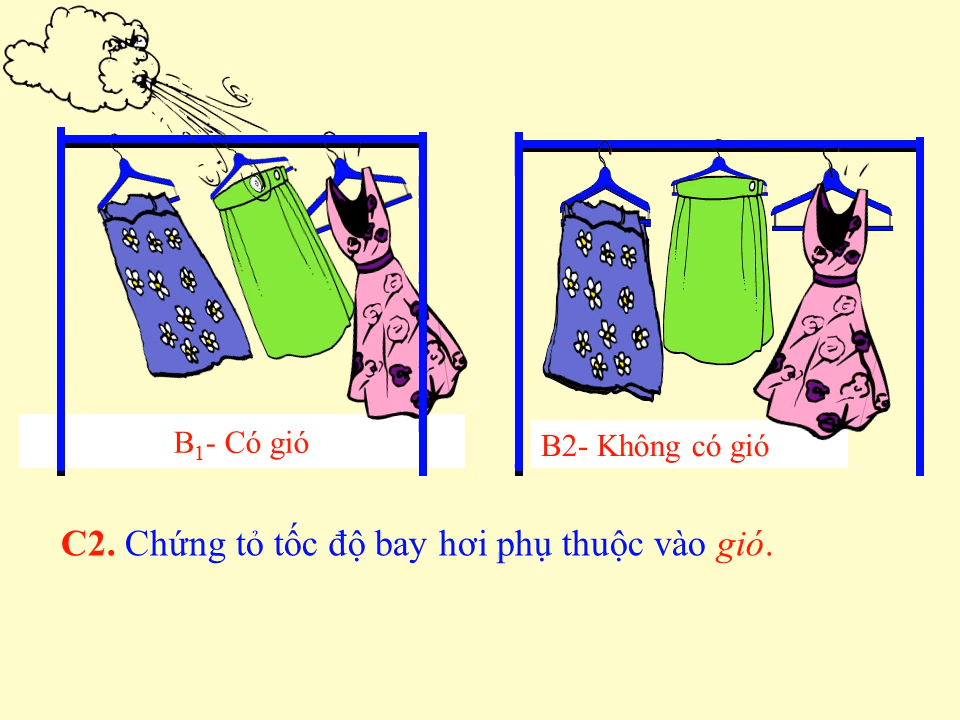 B₁- Có gió
B2- Không có gió
C2. Chứng tỏ tốc độ bay hơi phụ thuộc vào gió.